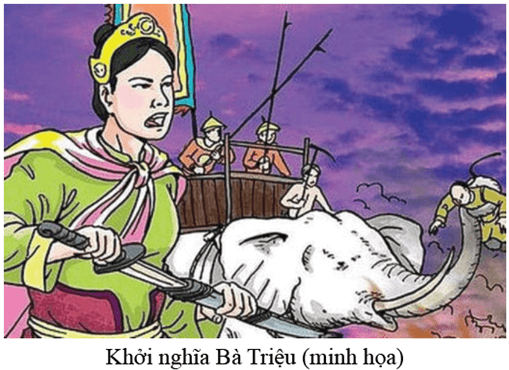 Khởi nghĩa Bà Triệu (minh họa)